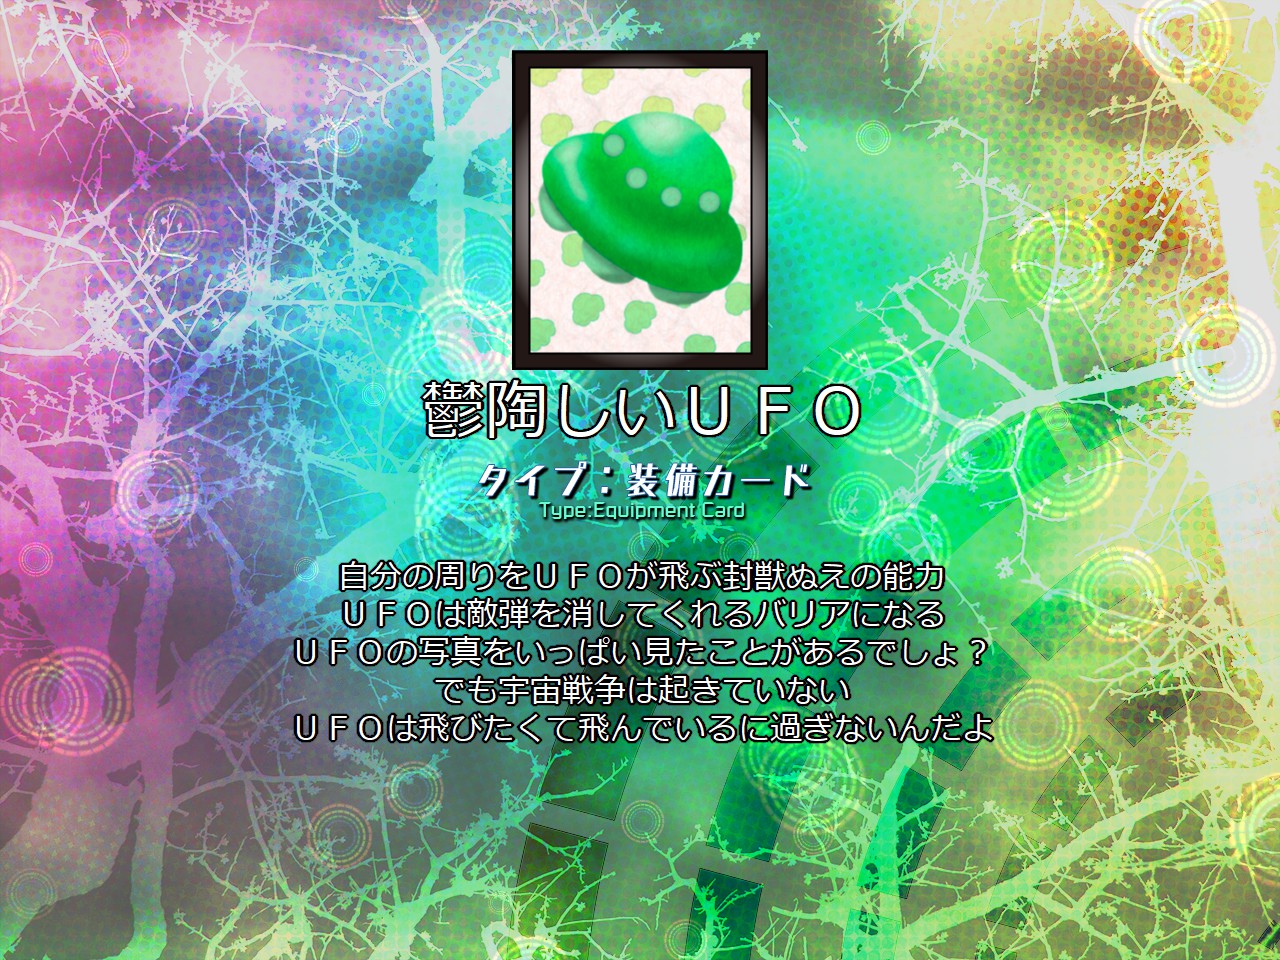 鬱陶しいＵＦＯ
タイプ：装備カード
Type:Equipment Card
自分の周りをＵＦＯが飛ぶ封獣ぬえの能力
ＵＦＯは敵弾を消してくれるバリアになる
ＵＦＯの写真をいっぱい見たことがあるでしょ？
でも宇宙戦争は起きていない
ＵＦＯは飛びたくて飛んでいるに過ぎないんだよ